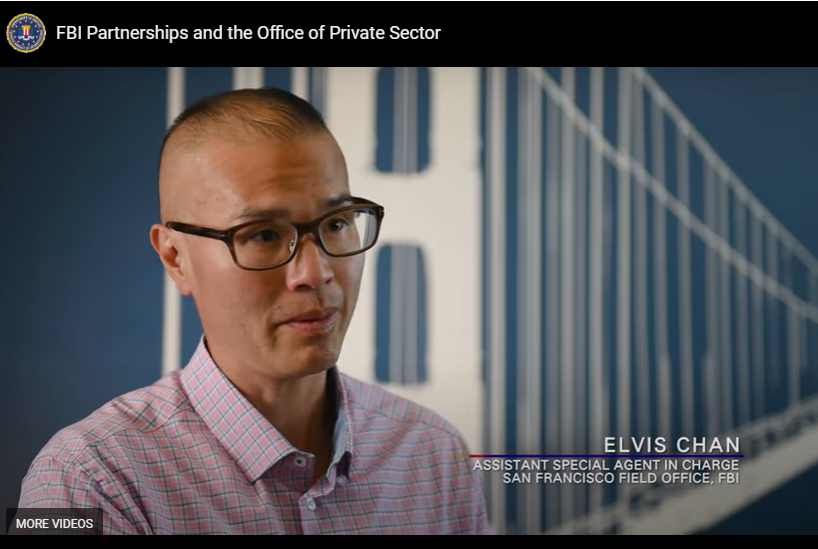 FBI Partnerships and the Office of Private Sector
ELVIS CHAN
ASSISTANT SPECIAL AGENT IN CHARGE
SAN FRANCISCO FIELD OFFICE, FBI
MORE VIDEOS